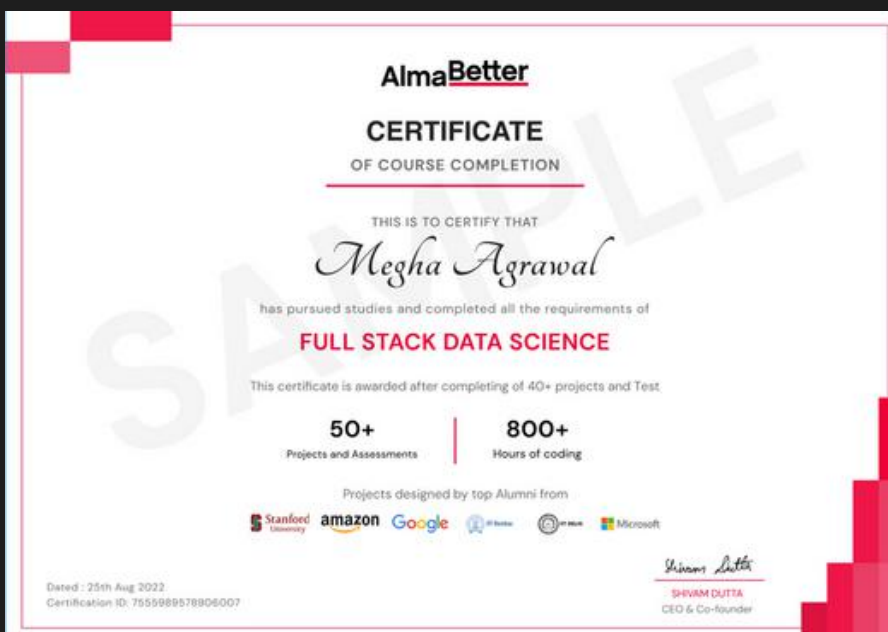 AlmaBetter
CERTIFICATE
OF COURSE COMPLETION
THIS IS TO CERTIFY THAT
Megha Agrawal
has pursued studies and completed all the requirements of
FULL STACK DATA SCIENCE
This certificate is awarded after completing of 40+ projects and Test
50+ 800+
Projects and Assessments Hours of coding
Projects designed by top Alumni from
Stanford University amazon Google IIT DELHI Microsoft
Shivam Dutta
Dated : 25th Aug 2022 SHIVAM DUTTA
Certification ID: 7555989578906007 CEO & Co-founder
SAMPLE